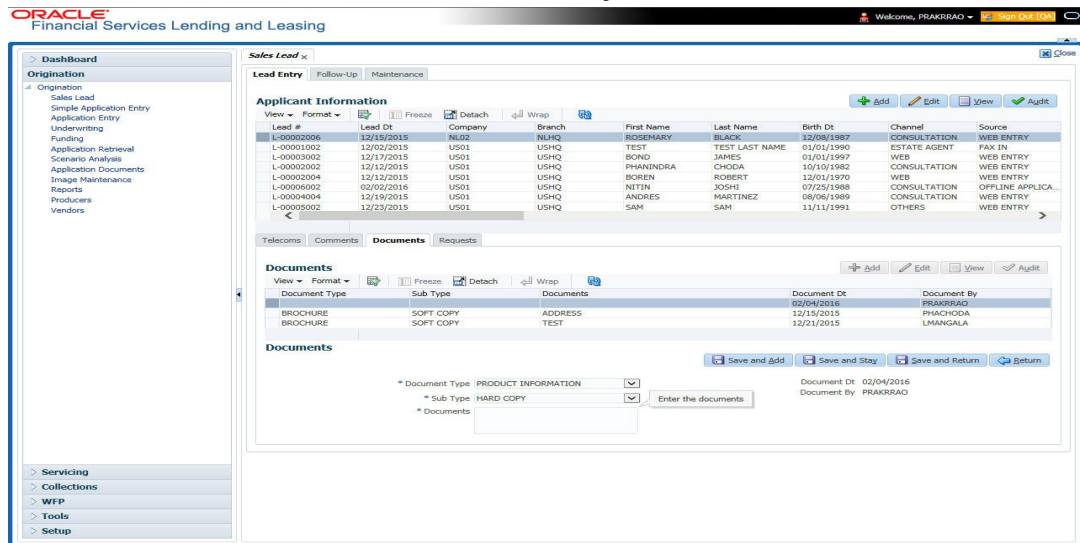 ORACLE
Financial Services Lending and Leasing
Welcome, PRAKRRAO
Sign Out [QA]
DashBoard
Origination
Origination
Sales Lead
Simple Application Entry
Application Entry
Underwriting
Funding
Application Retrieval
Scenario Analysis
Application Documents
Image Maintenance
Reports
Producers
Vendors
Servicing
Collections
WFP
Tools
Setup
Sales Lead x
Close
Lead Entry Follow-Up Maintenance
Applicant Information
Add Edit View Audit
View Format Freeze Detach Wrap
Lead # Lead Dt Company Branch First Name Last Name Birth Dt Channel Source
L-00002006 12/15/2015 NL02 NLHQ ROSEMARY BLACK 12/08/1987 CONSULTATION WEB ENTRY
L-00001002 12/02/2015 US01 USHQ TEST TEST LAST NAME 01/01/1990 ESTATE AGENT FAX IN
L-00003002 12/17/2015 US01 USHQ BOND JAMES 01/01/1997 WEB WEB ENTRY
L-00002002 12/12/2015 US01 USHQ PHANINDRA CHODA 10/10/1982 CONSULTATION WEB ENTRY
L-00002004 12/12/2015 US01 USHQ BOREN ROBERT 12/01/1970 WEB WEB ENTRY
L-00006002 02/02/2016 US01 USHQ NITIN JOSHI 07/25/1988 CONSULTATION OFFLINE APPLICA...
L-00004004 12/19/2015 US01 USHQ ANDRES MARTINEZ 08/06/1989 CONSULTATION WEB ENTRY
L-00005002 12/23/2015 US01 USHQ SAM SAM 11/11/1991 OTHERS WEB ENTRY
Telecoms Comments Documents Requests
Documents
Add Edit View Audit
View Format Freeze Detach Wrap
Document Type Sub Type Documents Document Dt Document By
02/04/2016 PRAKRRAO
BROCHURE SOFT COPY ADDRESS 12/15/2015 PHACHODA
BROCHURE SOFT COPY TEST 12/21/2015 LMANGALA
Documents
Save and Add Save and Stay Save and Return Return
* Document Type PRODUCT INFORMATION
Document Dt 02/04/2016
* Sub Type HARD COPY
Enter the documents
Document By PRAKRRAO
* Documents